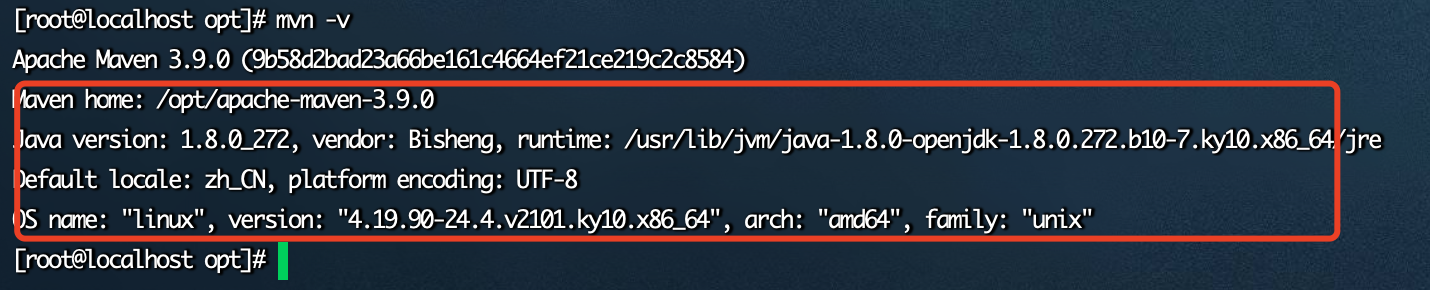 [root@localhost opt]# mvn -v
Apache Maven 3.9.0 (9b58d2bad23a66be161c4664ef21ce219c2c8584)
Maven home: /opt/apache-maven-3.9.0
Java version: 1.8.0_272, vendor: Bisheng, runtime: /usr/lib/jvm/java-1.8.0-openjdk-1.8.0.272.b10-7.ky10.x86_64/jre
Default locale: zh_CN, platform encoding: UTF-8
OS name: "linux", version: "4.19.90-24.4.v2101.ky10.x86_64", arch: "amd64", family: "unix"
[root@localhost opt]#